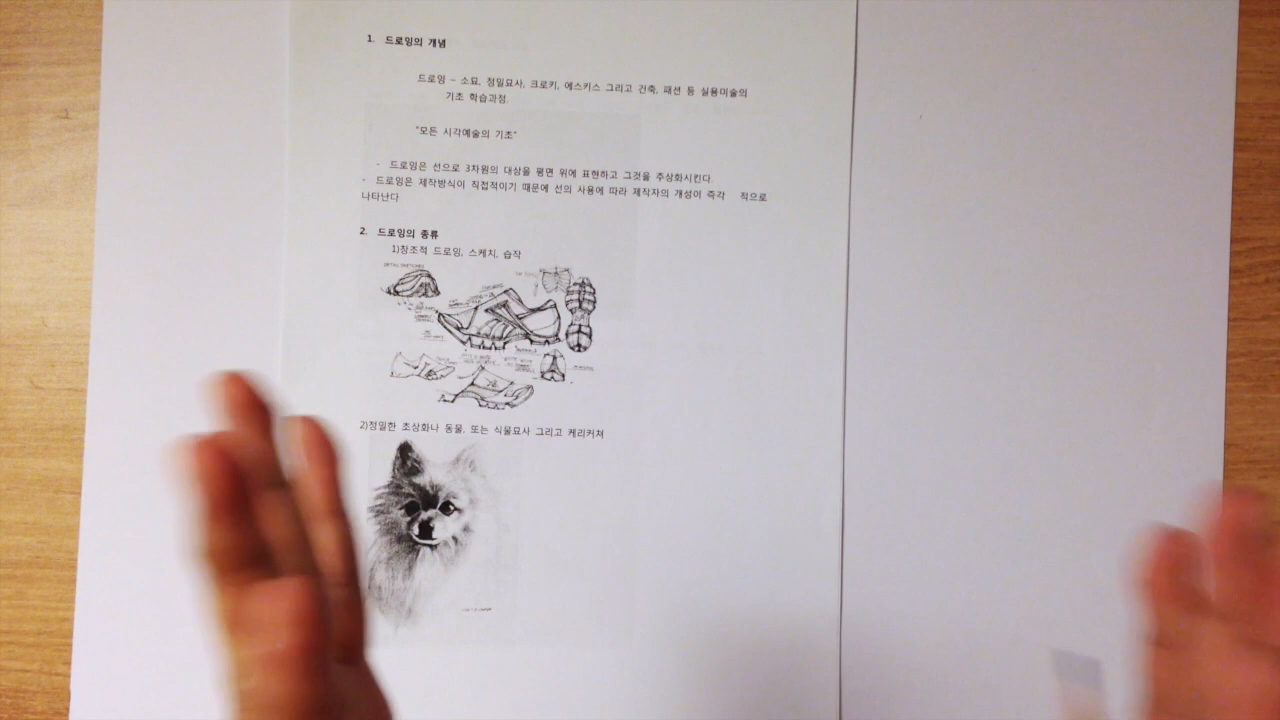 1. 드로잉의 개념
드로잉 – 소묘, 정밀묘사, 크로키, 에스키스 그리고 건축, 패션 등 실용미술의
기초 학습과정.
"모든 시각예술의 기초"
- 드로잉은 선으로 3차원의 대상을 평면 위에 표현하고 그것을 추상화시킨다.
- 드로잉은 제작방식이 직접적이기 때문에 선의 사용에 따라 제작자의 개성이 즉각 적으로
나타난다
2. 드로잉의 종류
1)창조적 드로잉, 스케치, 습작
DETAIL SKETCHES
2)정밀한 초상화나 동물, 또는 식물묘사 그리고 케리커쳐